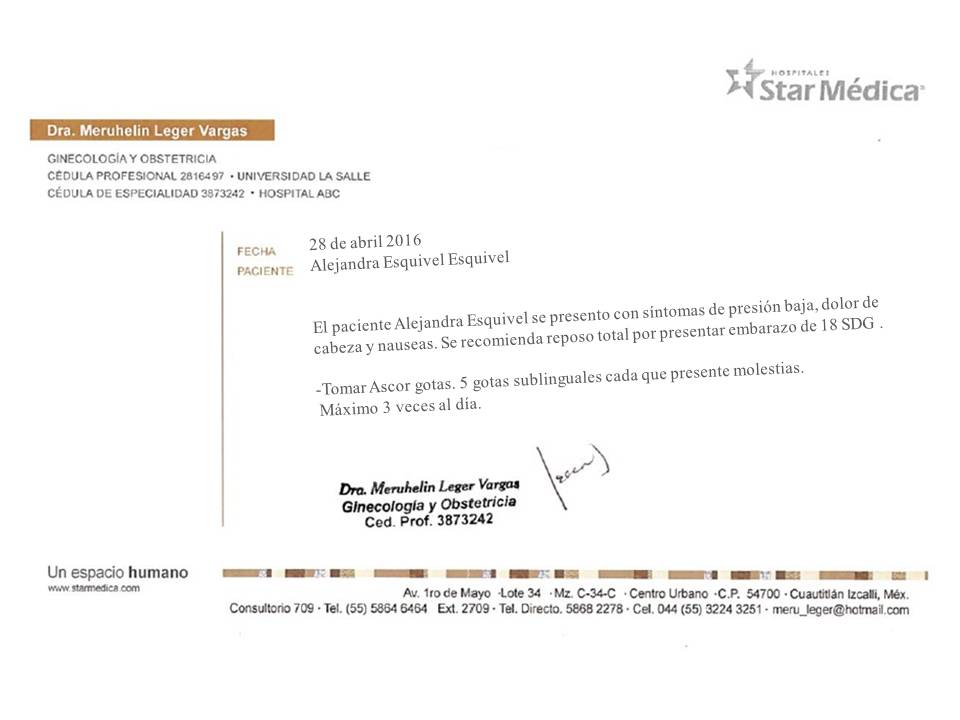 HOSPITALES
Star Médica
Dra. Meruhelin Leger Vargas
GINECOLOGÍA Y OBSTETRICIA
CÉDULA PROFESIONAL 2816497 • UNIVERSIDAD LA SALLE
CÉDULA DE ESPECIALIDAD 3873242 • HOSPITAL ABC
FECHA 28 de abril 2016
PACIENTE Alejandra Esquivel Esquivel
El paciente Alejandra Esquivel se presento con síntomas de presión baja, dolor de
cabeza y nauseas. Se recomienda reposo total por presentar embarazo de 18 SDG .
-Tomar Ascor gotas. 5 gotas sublinguales cada que presente molestias.
Máximo 3 veces al día.
Dra. Meruhelin Leger Vargas
Ginecología y Obstetricia
Ced. Prof. 3873242
Un espacio humano
www.starmedica.com
Av. 1ro de Mayo ·Lote 34 · Mz. C-34-C · Centro Urbano ·C.P. 54700 · Cuautitlán Izcalli, Méx.
Consultorio 709 · Tel. (55) 5864 6464 Ext. 2709 · Tel. Directo. 5868 2278 · Cel. 044 (55) 3224 3251 · meru_leger@hotmail.com